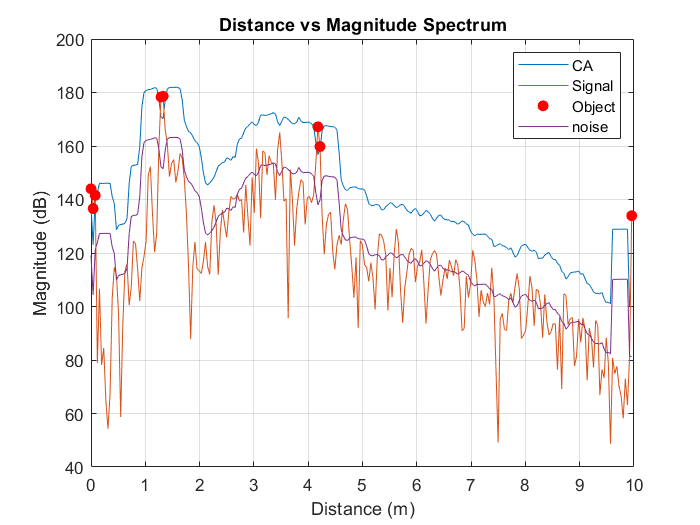 Distance vs Magnitude Spectrum
200
180
160
140
120
100
80
60
40
Magnitude (dB)
CA
Signal
Object
noise
0 1 2 3 4 5 6 7 8 9 10
Distance (m)